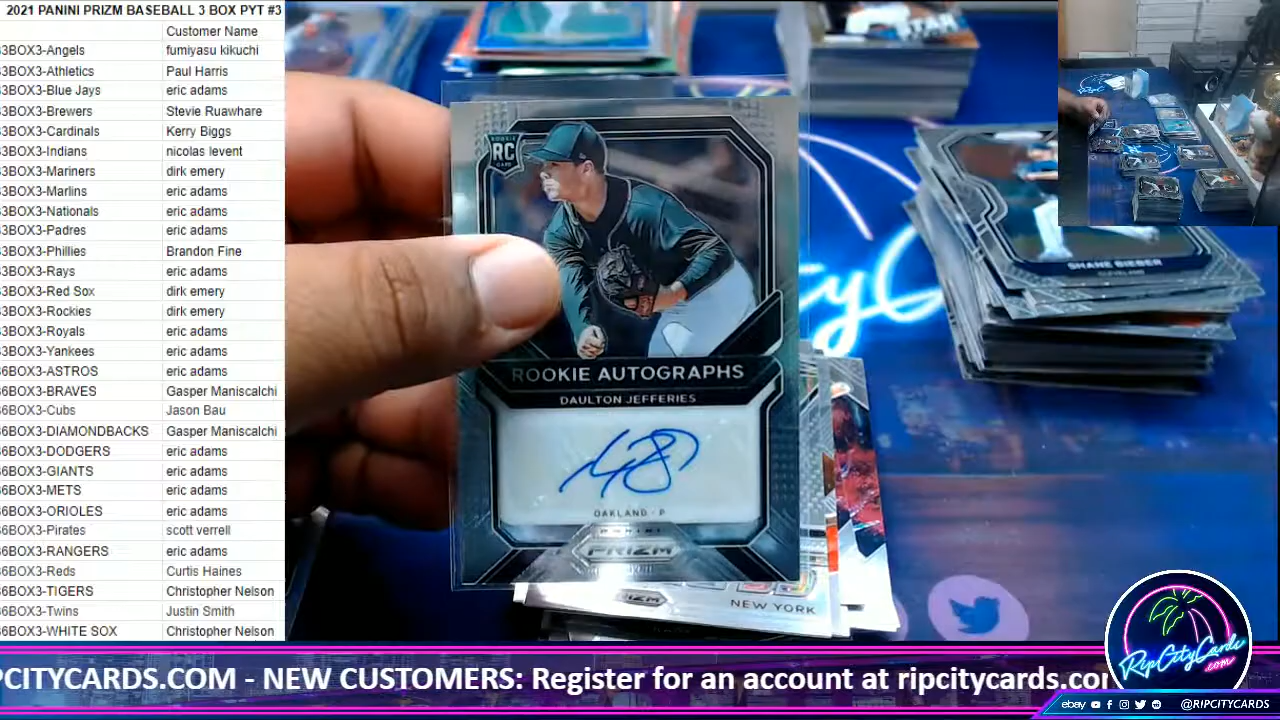 2021 PANINI PRIZM BASEBALL 3 BOX PYT #3
Customer Name
3BOX3-Angels fumiyasu kikuchi
3BOX3-Athletics Paul Harris
3BOX3-Blue Jays eric adams
3BOX3-Brewers Stevie Ruawhare
3BOX3-Cardinals Kerry Biggs
3BOX3-Indians nicolas levent
3BOX3-Mariners dirk emery
3BOX3-Marlins eric adams
3BOX3-Nationals eric adams
3BOX3-Padres eric adams
3BOX3-Phillies Brandon Fine
3BOX3-Rays eric adams
3BOX3-Red Sox dirk emery
3BOX3-Rockies dirk emery
3BOX3-Royals eric adams
3BOX3-Yankees eric adams
6BOX3-ASTROS eric adams
6BOX3-BRAVES Gasper Maniscalchi
6BOX3-Cubs Jason Bau
6BOX3-DIAMONDBACKS Gasper Maniscalchi
6BOX3-DODGERS eric adams
6BOX3-GIANTS eric adams
6BOX3-METS eric adams
6BOX3-ORIOLES eric adams
6BOX3-Pirates scott verrell
6BOX3-RANGERS eric adams
6BOX3-Reds Curtis Haines
6BOX3-TIGERS Christopher Nelson
6BOX3-Twins Justin Smith
6BOX3-WHITE SOX Christopher Nelson
ROOKIE
RC
CARD
ROOKIE AUTOGRAPHS
DAULTON JEFFERIES
OAKLAND - P
PANINI
PRIZM
PRIZM
NEW YORK
SHANE BIEBER
CLEVELAND
yC
RipCityCards
.com
PCITYCARDS.COM - NEW CUSTOMERS: Register for an account at ripcitycards.co
ebay
@RIPCITYCARDS